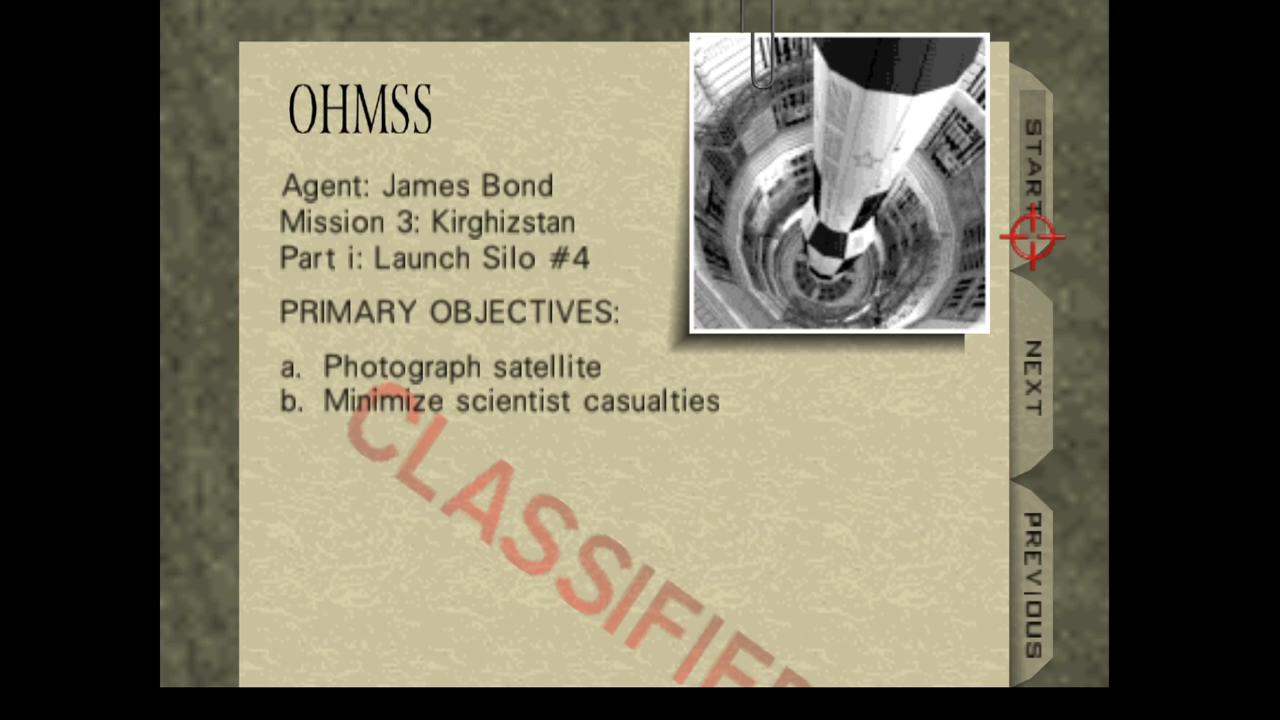 OHMSS
Agent: James Bond
Mission 3: Kirghizstan
Part i: Launch Silo #4
PRIMARY OBJECTIVES:
a. Photograph satellite
b. Minimize scientist casualties
CLASSIFIED
START
NEXT
PREVIOUS